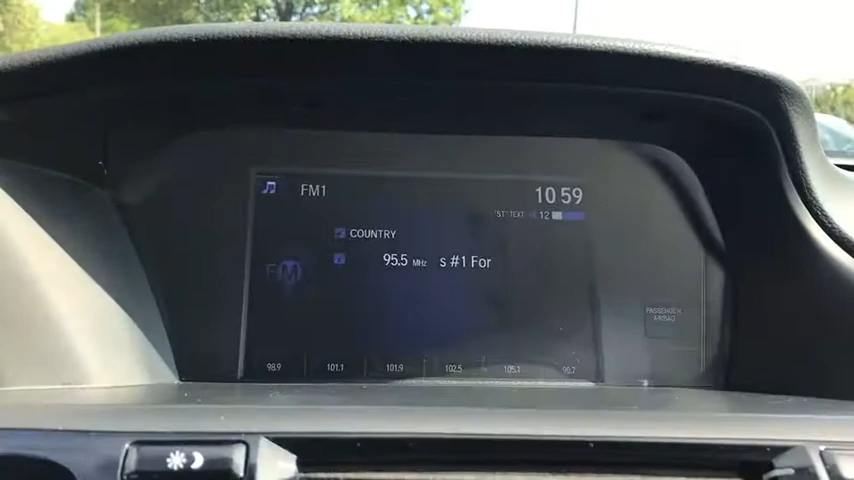 FM1
10 59
ST TEXT 12
COUNTRY
FM
95.5 MHz s #1 For
PASSENGER
AIRBAG
98.9 101.1 101.9 102.5 105.1 90.7